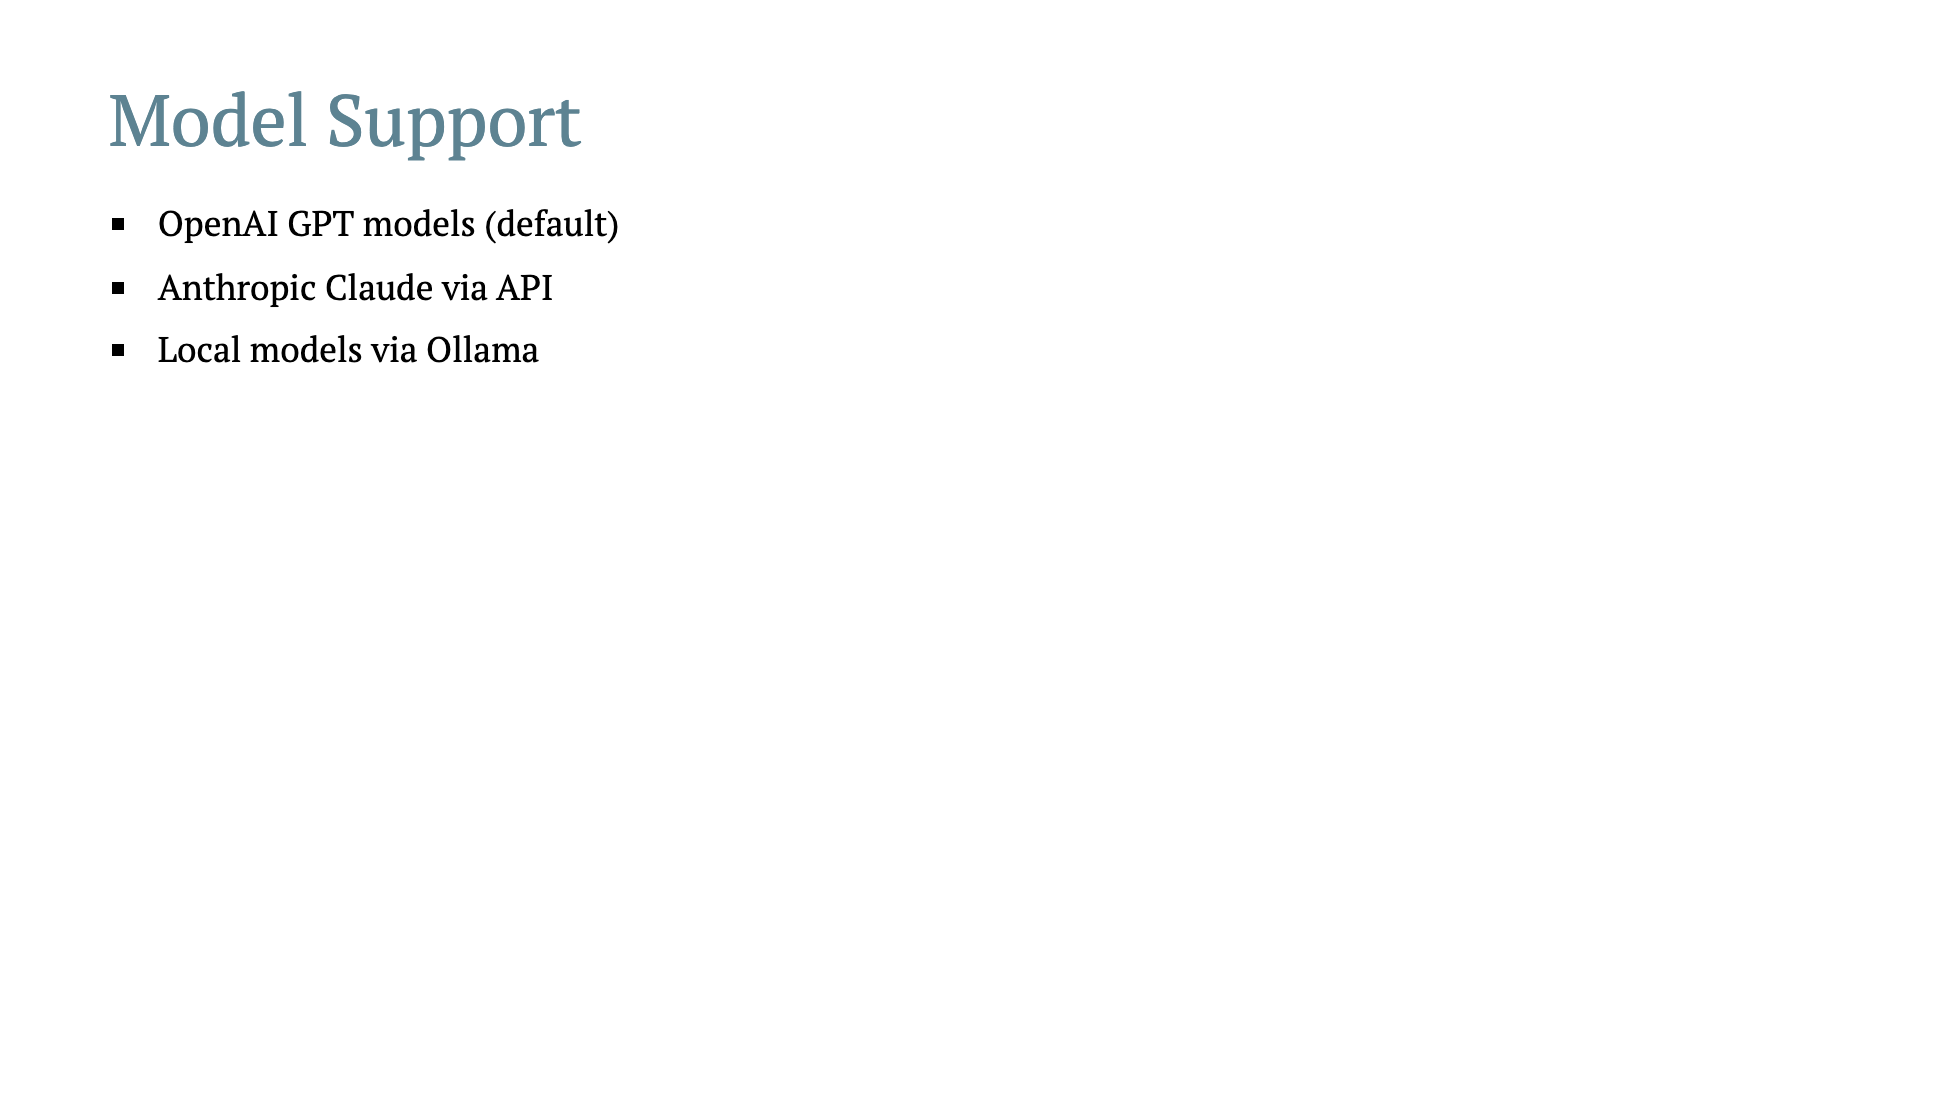 Model Support
▪ OpenAI GPT models (default)
▪ Anthropic Claude via API
▪ Local models via Ollama